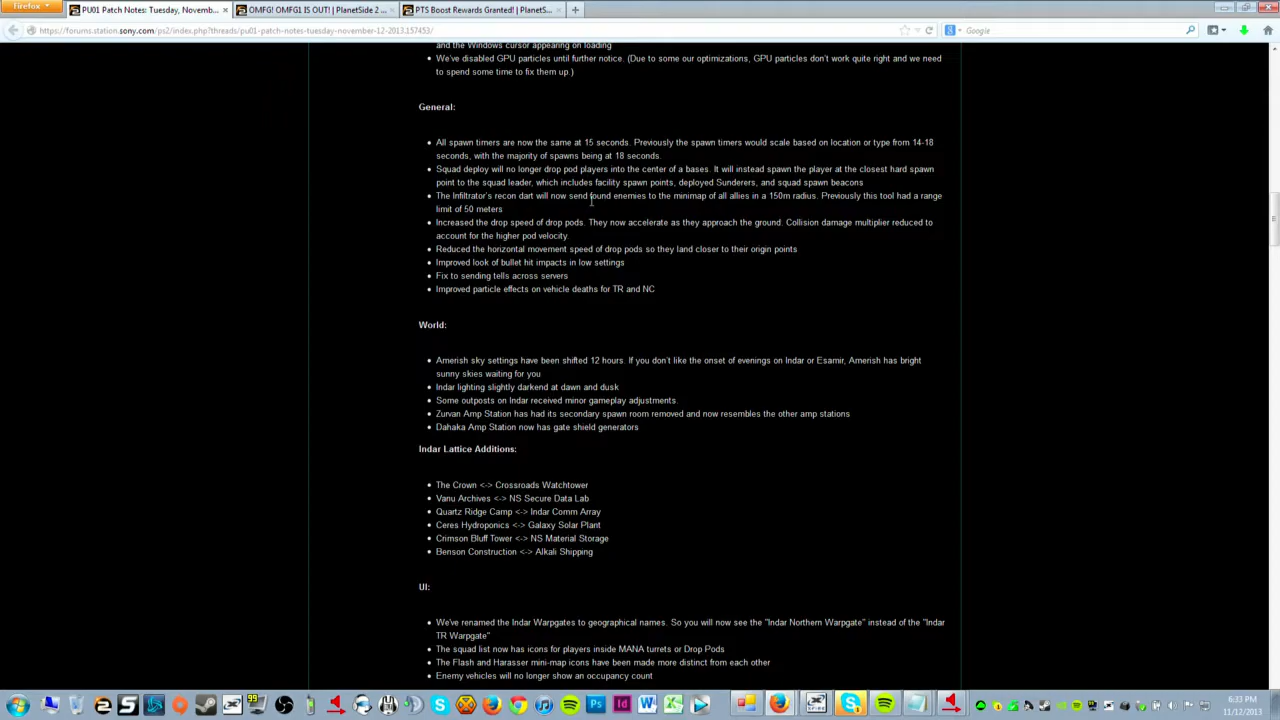 Firefox
PU01 Patch Notes: Tuesday, Novemb...
OMFG! OMFG1 IS OUT! | PlanetSide 2 ...
PTS Boost Rewards Granted! | PlanetS...
https://forums.station.sony.com/ps2/index.php?threads/pu01-patch-notes-tuesday-november-12-2013.157453/
Google
and the Windows cursor appearing on loading
We've disabled GPU particles until further notice. (Due to some our optimizations, GPU particles don't work quite right and we need
to spend some time to fix them up.)
General:
All spawn timers are now the same at 15 seconds. Previously the spawn timers would scale based on location or type from 14-18
seconds, with the majority of spawns being at 18 seconds.
Squad deploy will no longer drop pod players into the center of a bases. It will instead spawn the player at the closest hard spawn
point to the squad leader, which includes facility spawn points, deployed Sunderers, and squad spawn beacons
The Infiltrator's recon dart will now send found enemies to the minimap of all allies in a 150m radius. Previously this tool had a range
limit of 50 meters
Increased the drop speed of drop pods. They now accelerate as they approach the ground. Collision damage multiplier reduced to
account for the higher pod velocity.
Reduced the horizontal movement speed of drop pods so they land closer to their origin points
Improved look of bullet hit impacts in low settings
Fix to sending tells across servers
Improved particle effects on vehicle deaths for TR and NC
World:
Amerish sky settings have been shifted 12 hours. If you don't like the onset of evenings on Indar or Esamir, Amerish has bright
sunny skies waiting for you
Indar lighting slightly darkend at dawn and dusk
Some outposts on Indar received minor gameplay adjustments.
Zurvan Amp Station has had its secondary spawn room removed and now resembles the other amp stations
Dahaka Amp Station now has gate shield generators
Indar Lattice Additions:
The Crown <-> Crossroads Watchtower
Vanu Archives <-> NS Secure Data Lab
Quartz Ridge Camp <-> Indar Comm Array
Ceres Hydroponics <-> Galaxy Solar Plant
Crimson Bluff Tower <-> NS Material Storage
Benson Construction <-> Alkali Shipping
UI:
We've renamed the Indar Warpgates to geographical names. So you will now see the "Indar Northern Warpgate" instead of the "Indar
TR Warpgate"
The squad list now has icons for players inside MANA turrets or Drop Pods
The Flash and Harasser mini-map icons have been made more distinct from each other
Enemy vehicles will no longer show an occupancy count
6:33 PM
11/12/2013